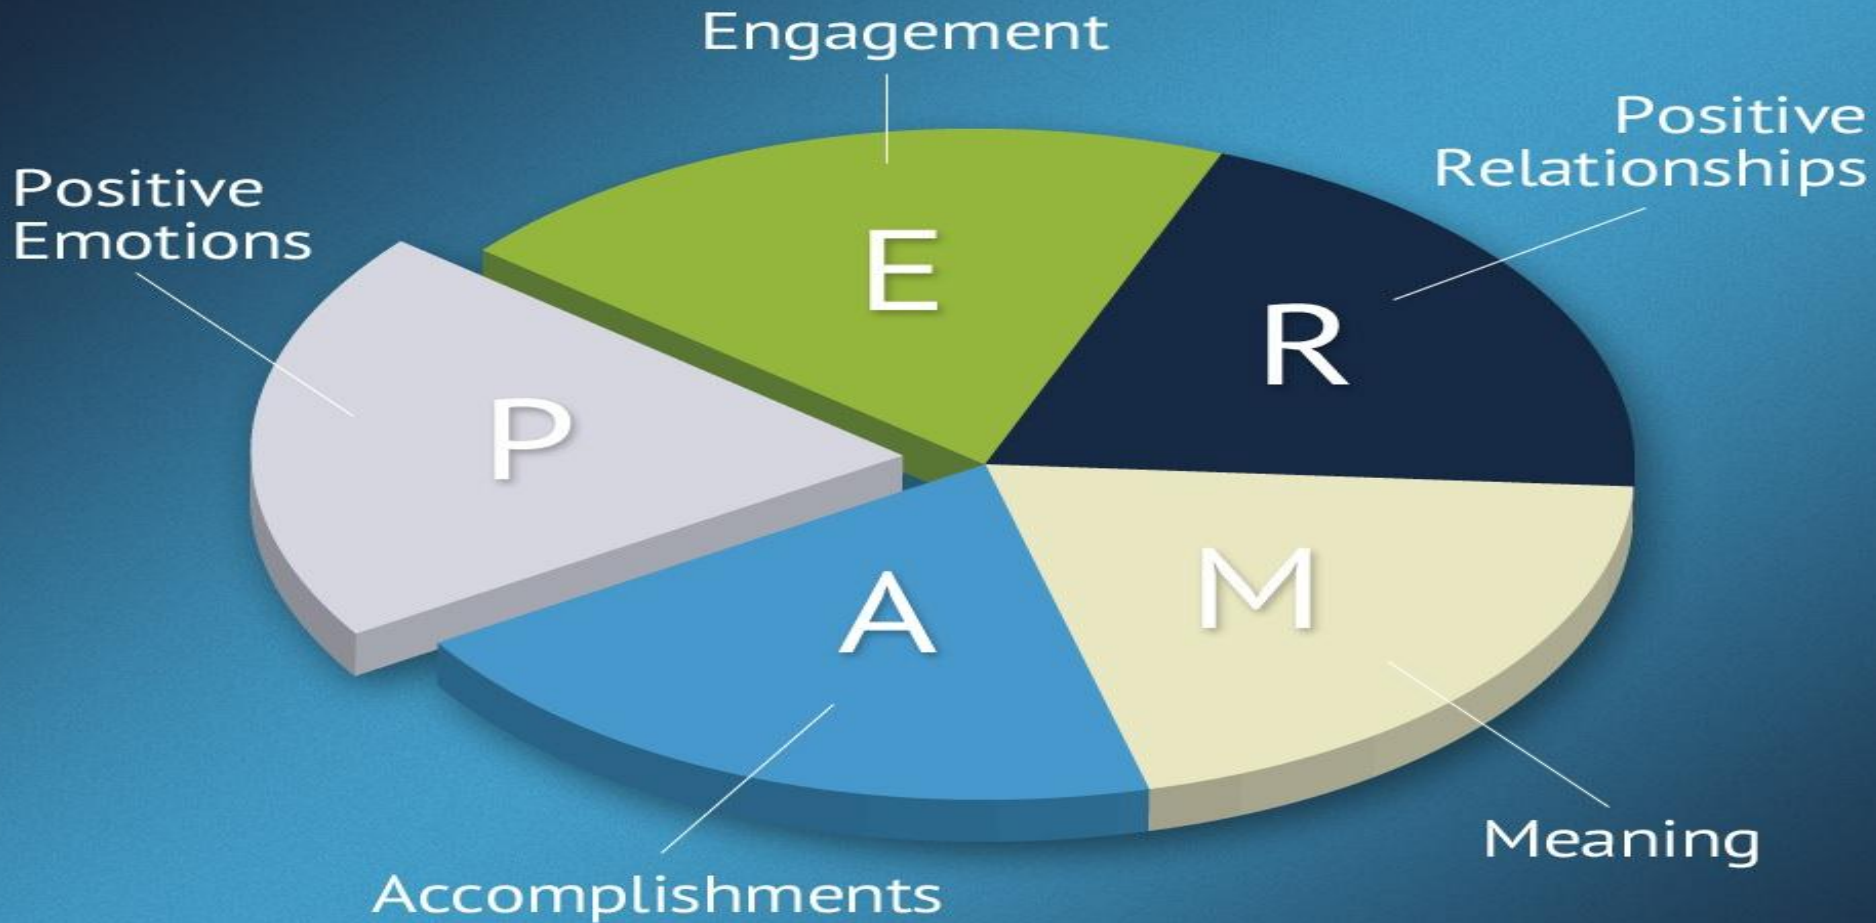 Engagement
Positive
Relationships
Positive
Emotions
E
R
P
A
M
Meaning
Accomplishments